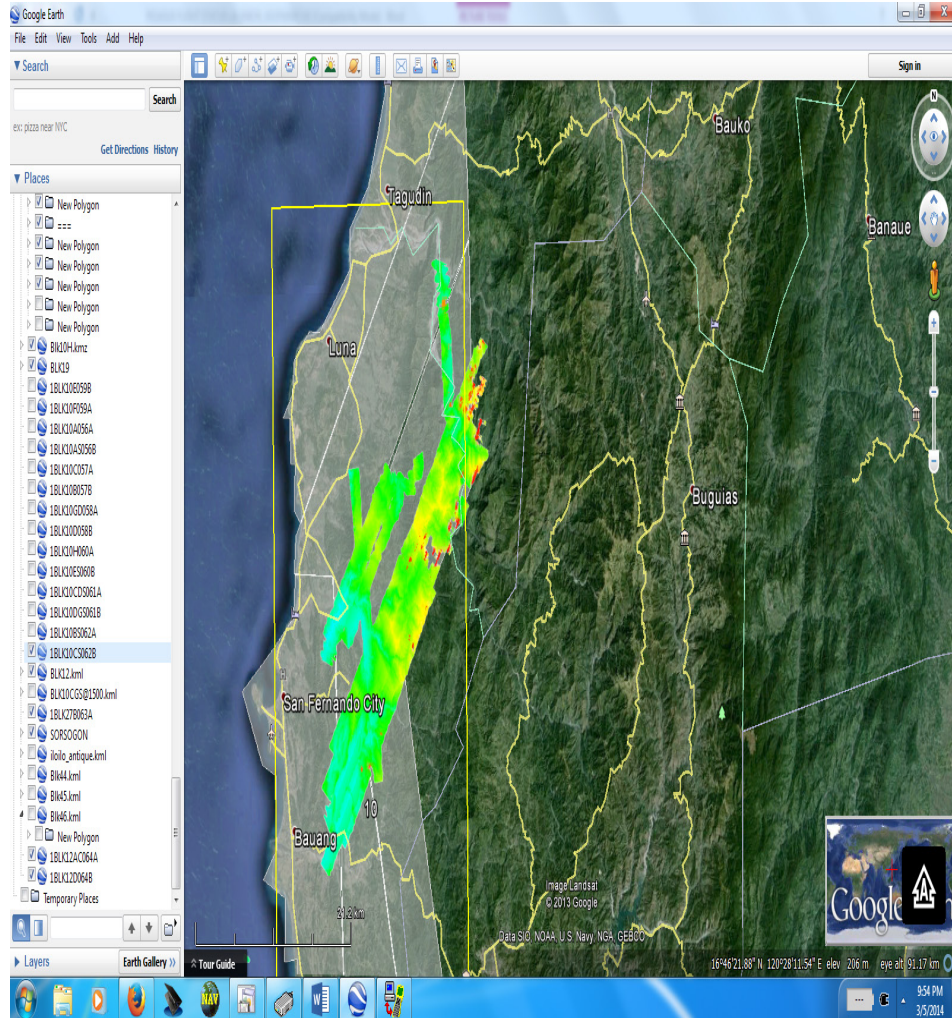 Google Earth
File Edit View Tools Add Help
Search
Sign in
Search
ex: pizza near NYC
Get Directions History
Places
New Polygon
===
New Polygon
New Polygon
New Polygon
New Polygon
New Polygon
Blk10H.kmz
BLK19
1BLK10E059B
1BLK10F059A
1BLK10A056A
1BLK10AS056B
1BLK10C057A
1BLK10B057B
1BLK10GD058A
1BLK10D058B
1BLK10H060A
1BLK10ES060B
1BLK10CDS061A
1BLK10DGS061B
1BLK10BS062A
1BLK10CS062B
BLK12.kml
BLK10CGS@1500.kml
1BLK27B063A
SORSOGON
iloilo_antique.kml
Blk44.kml
Blk45.kml
Blk46.kml
New Polygon
1BLK12AC064A
1BLK12D064B
Temporary Places
Layers
Earth Gallery »
N
Bauko
Tagudin
Banaue
Luna
Buguias
H
San Fernando City
10
Bauang
21.2 km
Image Landsat
© 2013 Google
Data SIO, NOAA, U.S. Navy, NGA, GEBCO
Google
A
Tour Guide
16°46'21.88" N 120°28'11.54" E elev 206 m eye alt 91.17 km
NAV
W
9:54 PM
3/5/2014